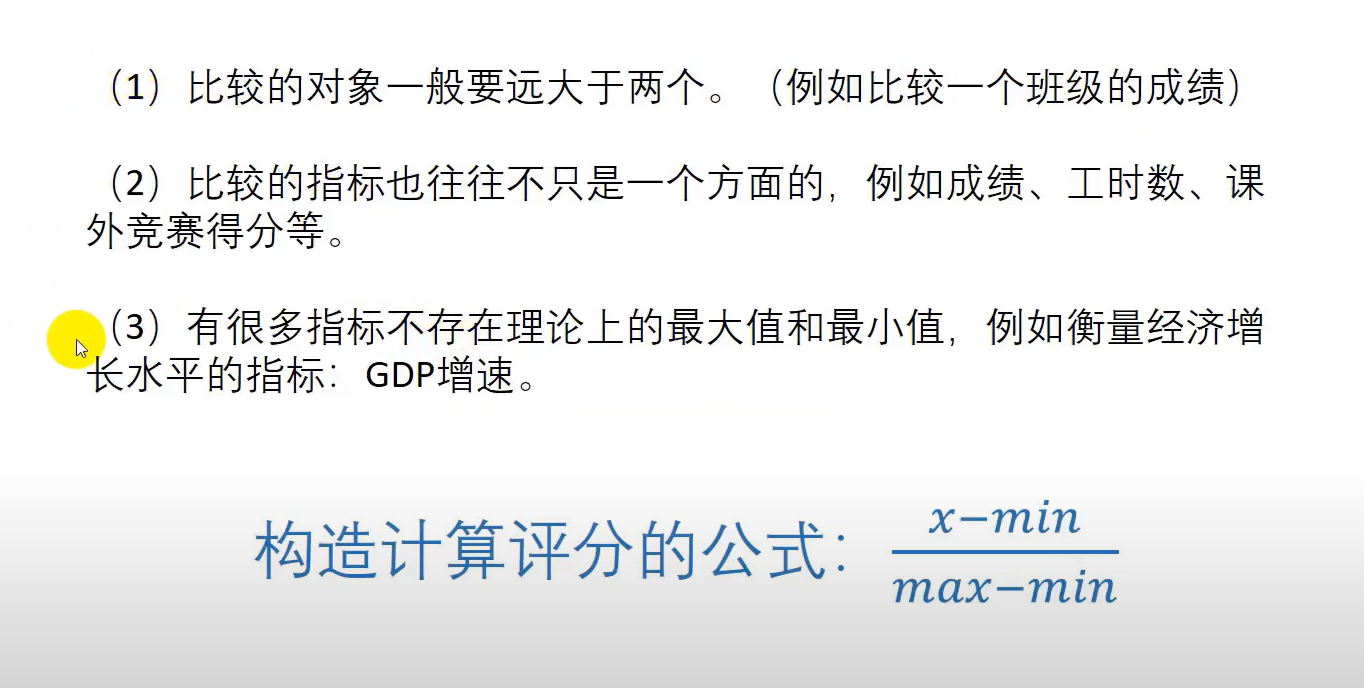 （1）比较的对象一般要远大于两个。（例如比较一个班级的成绩）
（2）比较的指标也往往不只是一个方面的，例如成绩、工时数、课
外竞赛得分等。
（3）有很多指标不存在理论上的最大值和最小值，例如衡量经济增
长水平的指标：GDP增速。
构造计算评分的公式：
x−min
max−min